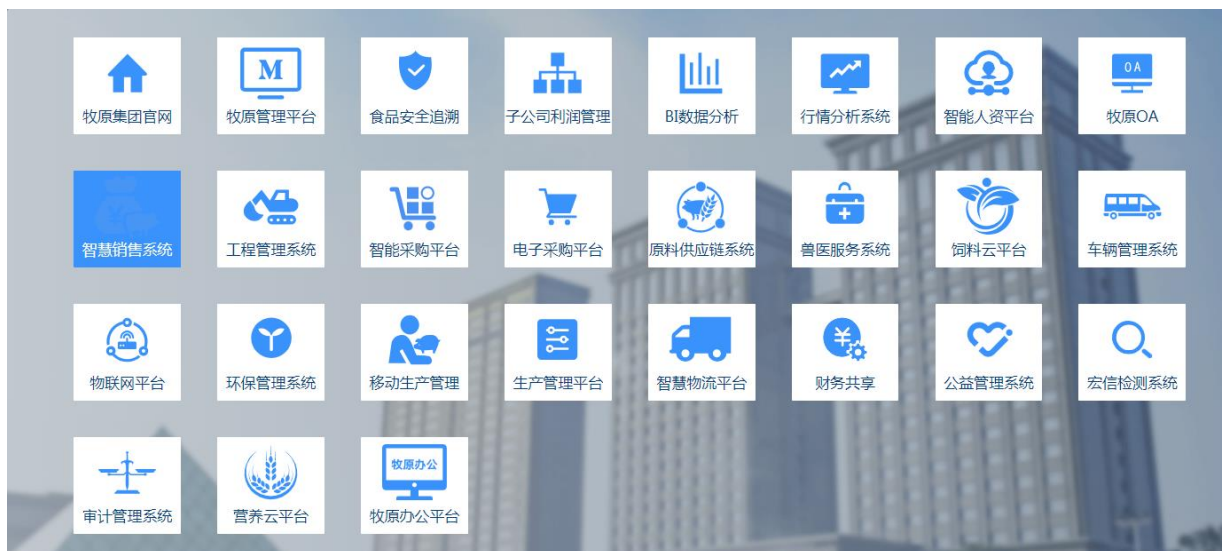 M
OA
牧原集团官网
牧原管理平台
食品安全追溯
子公司利润管理
BI数据分析
行情分析系统
智能人资平台
牧原OA
智慧销售系统
工程管理系统
智能采购平台
电子采购平台
原料供应链系统
兽医服务系统
饲料云平台
车辆管理系统
物联网平台
环保管理系统
移动生产管理
生产管理平台
智慧物流平台
财务共享
公益管理系统
宏信检测系统
牧原办公
审计管理系统
营养云平台
牧原办公平台